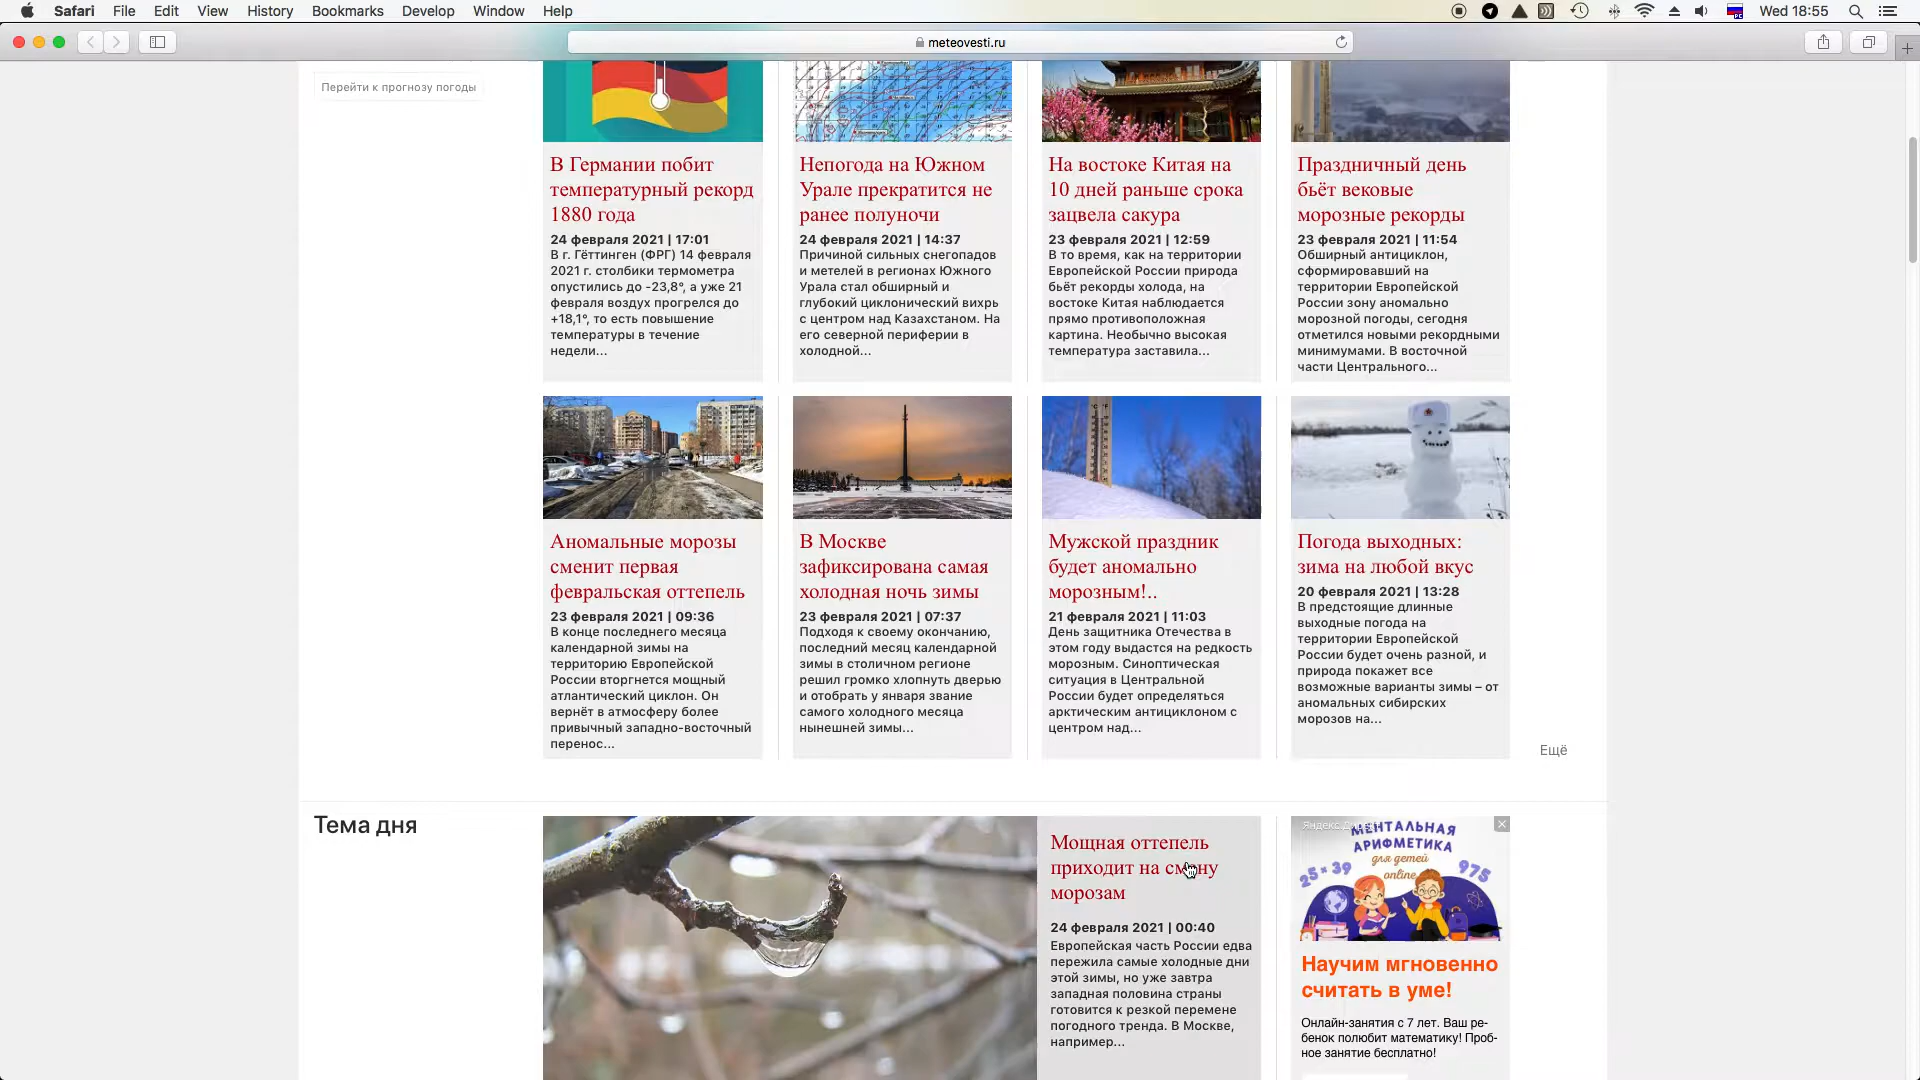 Safari File Edit View History Bookmarks Develop Window Help Wed 18:55
meteovesti.ru
Перейти к прогнозу погоды
В Германии побит
температурный рекорд
1880 года
24 февраля 2021 | 17:01
В г. Гёттинген (ФРГ) 14 февраля
2021 г. столбики термометра
опустились до -23,8°, а уже 21
февраля воздух прогрелся до
+18,1°, то есть повышение
температуры в течение
недели...
Непогода на Южном
Урале прекратится не
ранее полуночи
24 февраля 2021 | 14:37
Причиной сильных снегопадов
и метелей в регионах Южного
Урала стал обширный и
глубокий циклонический вихрь
с центром над Казахстаном. На
его северной периферии в
холодной...
На востоке Китая на
10 дней раньше срока
зацвела сакура
23 февраля 2021 | 12:59
В то время, как на территории
Европейской России природа
бьёт рекорды холода, на
востоке Китая наблюдается
прямо противоположная
картина. Необычно высокая
температура заставила...
Праздничный день
бьёт вековые
морозные рекорды
23 февраля 2021 | 11:54
Обширный антициклон,
сформировавший на
территории Европейской
России зону аномально
морозной погоды, сегодня
отметился новыми рекордными
минимумами. В восточной
части Центрального...
Аномальные морозы
сменит первая
февральская оттепель
23 февраля 2021 | 09:36
В конце последнего месяца
календарной зимы на
территорию Европейской
России вторгнется мощный
атлантический циклон. Он
вернёт в атмосферу более
привычный западно-восточный
перенос...
В Москве
зафиксирована самая
холодная ночь зимы
23 февраля 2021 | 07:37
Подходя к своему окончанию,
последний месяц календарной
зимы в столичном регионе
решил громко хлопнуть дверью
и отобрать у января звание
самого холодного месяца
нынешней зимы...
Мужской праздник
будет аномально
морозным!..
21 февраля 2021 | 11:03
День защитника Отечества в
этом году выдастся на редкость
морозным. Синоптическая
ситуация в Центральной
России будет определяться
арктическим антициклоном с
центром над...
Погода выходных:
зима на любой вкус
20 февраля 2021 | 13:28
В предстоящие длинные
выходные погода на
территории Европейской
России будет очень разной, и
природа покажет все
возможные варианты зимы – от
аномальных сибирских
морозов на...
Ещё
Тема дня
Мощная оттепель
приходит на смену
морозам
24 февраля 2021 | 00:40
Европейская часть России едва
пережила самые холодные дни
этой зимы, но уже завтра
западная половина страны
готовится к резкой перемене
погодного тренда. В Москве,
например...
МЕНТАЛЬНАЯ
АРИФМЕТИКА
для детей
online
25 × 39
975
Научим мгновенно
считать в уме!
Онлайн-занятия с 7 лет. Ваш ре-
бенок полюбит математику! Проб-
ное занятие бесплатно!